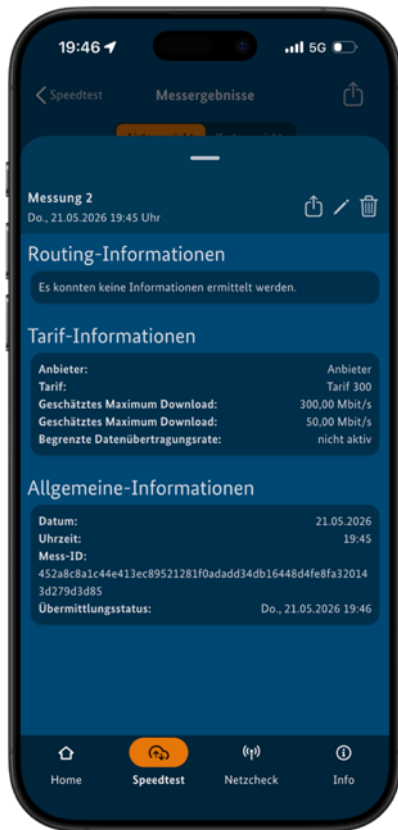 19:46
5G
Speedtest
Messergebnisse
Messung 2
Do., 21.05.2026 19:45 Uhr
Routing-Informationen
Es konnten keine Informationen ermittelt werden.
Tarif-Informationen
Anbieter: Anbieter
Tarif: Tarif 300
Geschätztes Maximum Download: 300,00 Mbit/s
Geschätztes Maximum Download: 50,00 Mbit/s
Begrenzte Datenübertragungsrate: nicht aktiv
Allgemeine-Informationen
Datum: 21.05.2026
Uhrzeit: 19:45
Mess-ID:
452a8c8a1c44e413ec89521281f0adadd34db16448d4fe8fa32014
3d279d3d85
Übermittlungsstatus: Do., 21.05.2026 19:46
Home
Speedtest
Netzcheck
Info